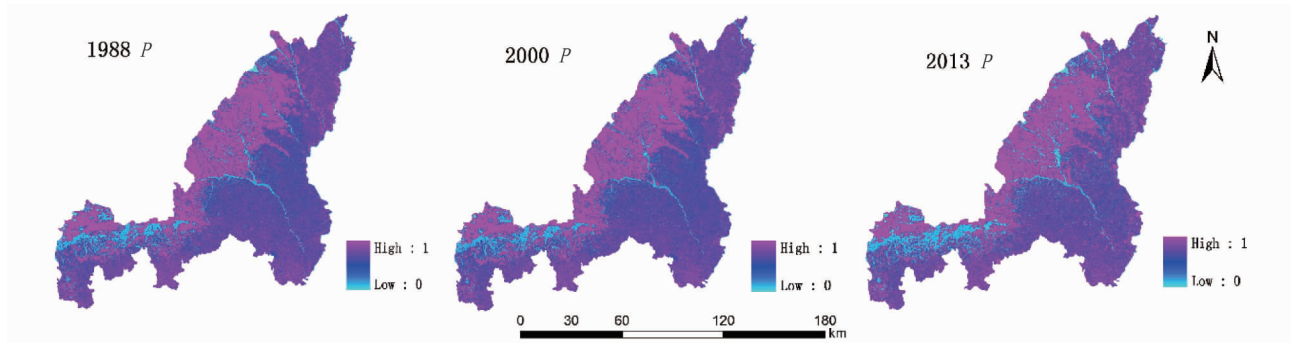 1988 P
2000 P
2013 P
N
High : 1
Low : 0
High : 1
Low : 0
High : 1
Low : 0
0 30 60 120 180
km